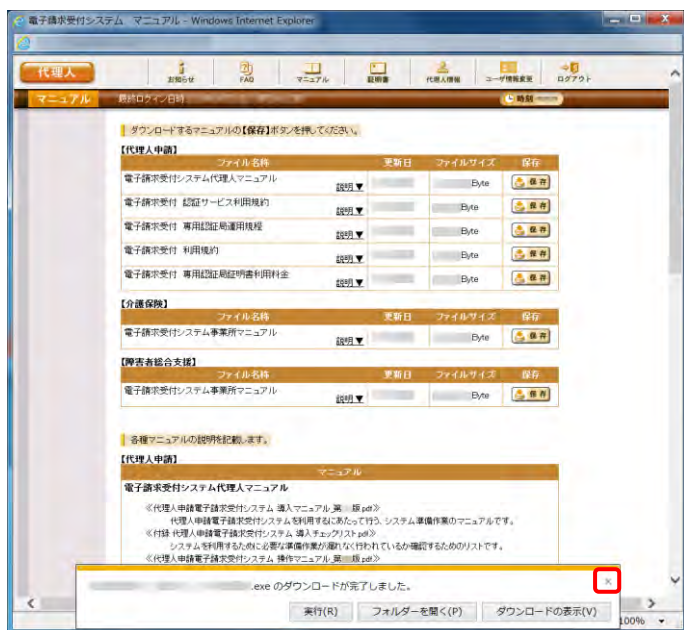 電子請求受付システム マニュアル - Windows Internet Explorer
代理人
お知らせ FAQ マニュアル 証明書 代理人情報 ユーザ情報変更 ログアウト
マニュアル 最終ログイン日時 時刻
ダウンロードするマニュアルの【保存】ボタンを押してください。
【代理人申請】
ファイル名称 更新日 ファイルサイズ 保存
電子請求受付システム代理人マニュアル 説明▼ Byte 保存
電子請求受付 認証サービス利用規約 説明▼ Byte 保存
電子請求受付 専用認証局運用規程 説明▼ Byte 保存
電子請求受付 利用規約 説明▼ Byte 保存
電子請求受付 専用認証局証明書利用料金 説明▼ Byte 保存
【介護保険】
ファイル名称 更新日 ファイルサイズ 保存
電子請求受付システム事業所マニュアル 説明▼ Byte 保存
【障害者総合支援】
ファイル名称 更新日 ファイルサイズ 保存
電子請求受付システム事業所マニュアル 説明▼ Byte 保存
各種マニュアルの説明を記載します。
【代理人申請】
マニュアル
電子請求受付システム代理人マニュアル
≪代理人申請電子請求受付システム 導入マニュアル_第 版.pdf≫
代理人申請電子請求受付システムを利用するにあたって行う、システム準備作業のマニュアルです。
≪付録 代理人申請電子請求受付システム 導入チェックリスト.pdf≫
システムを利用するために必要な準備作業が漏れなく行われているか確認するためのリストです。
≪代理人申請電子請求受付システム 操作マニュアル_第 版.pdf≫
.exe のダウンロードが完了しました。 ×
実行(R) フォルダーを開く(P) ダウンロードの表示(V)
100%